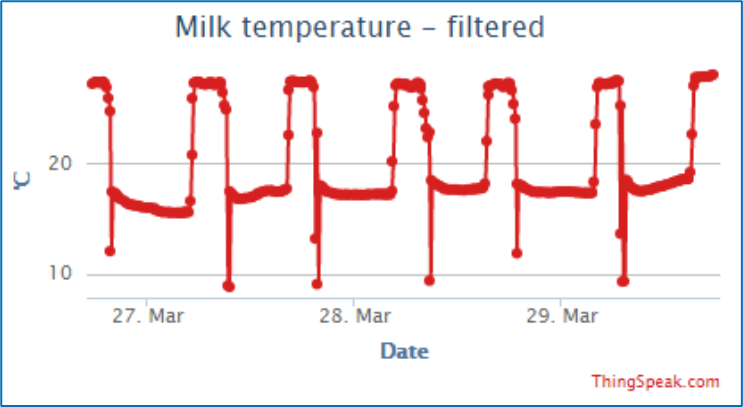 Milk temperature - filtered
°C
20
10
27. Mar 28. Mar 29. Mar
Date
ThingSpeak.com